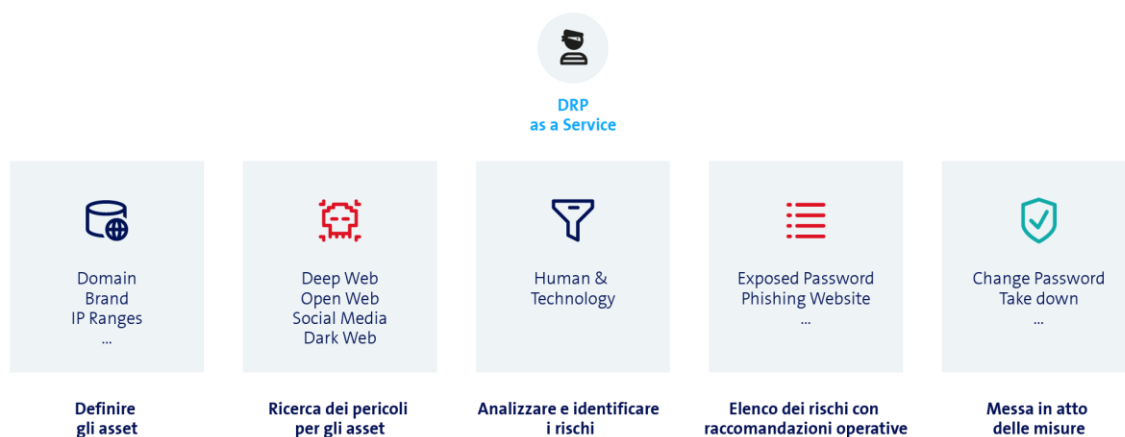 DRP
as a Service
Domain
Brand
IP Ranges
...
Deep Web
Open Web
Social Media
Dark Web
Human &
Technology
Exposed Password
Phishing Website
...
Change Password
Take down
...
Definire
gli asset
Ricerca dei pericoli
per gli asset
Analizzare e identificare
i rischi
Elenco dei rischi con
raccomandazioni operative
Messa in atto
delle misure